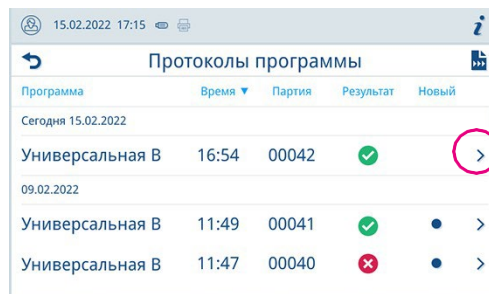 15.02.2022 17:15
i
Протоколы программы
Программа Время ▼ Партия Результат Новый
Сегодня 15.02.2022
Универсальная B 16:54 00042
09.02.2022
Универсальная B 11:49 00041
Универсальная B 11:47 00040